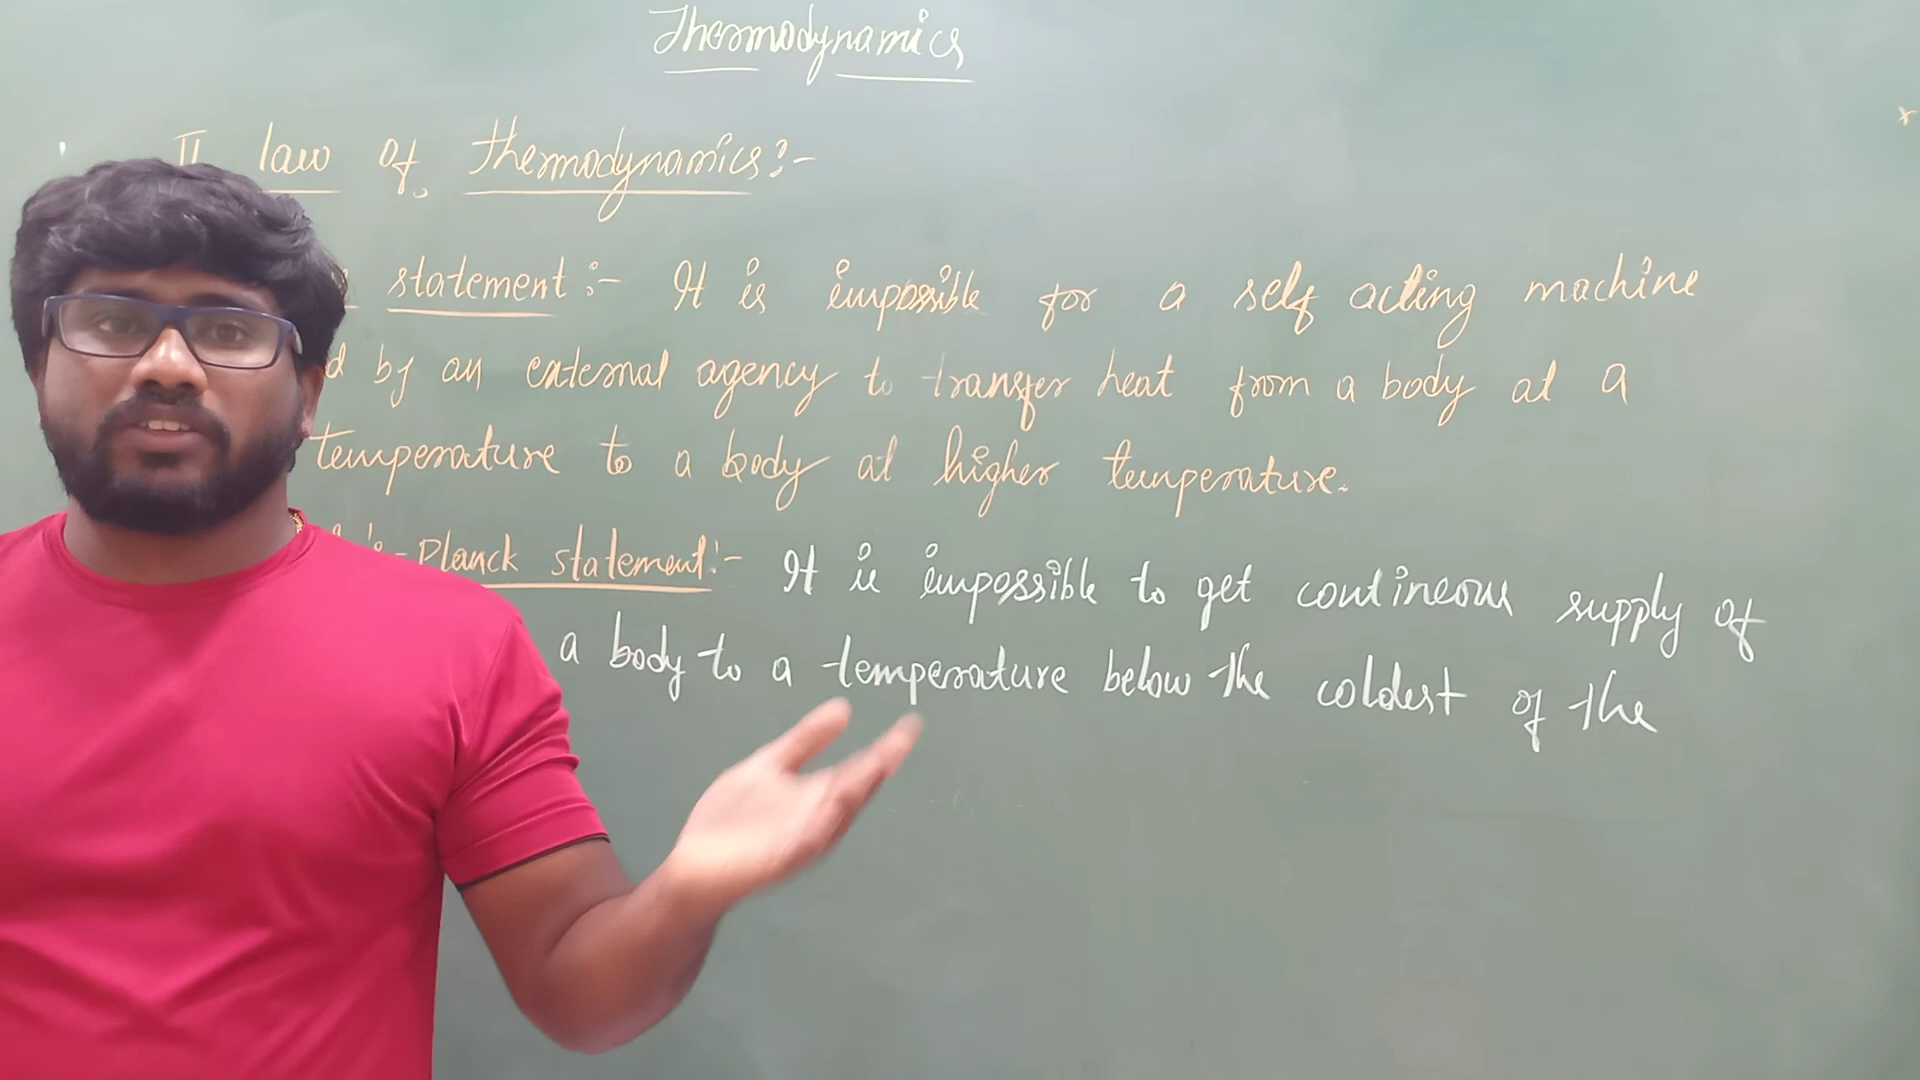 Thermodynamics
II law of thermodynamics:-
statement:- It is impossible for a self acting machine
by an external agency to transfer heat from a body at a
temperature to a body at higher temperature.
-Planck statement:- It is impossible to get contineous supply of
a body to a temperature below the coldest of the